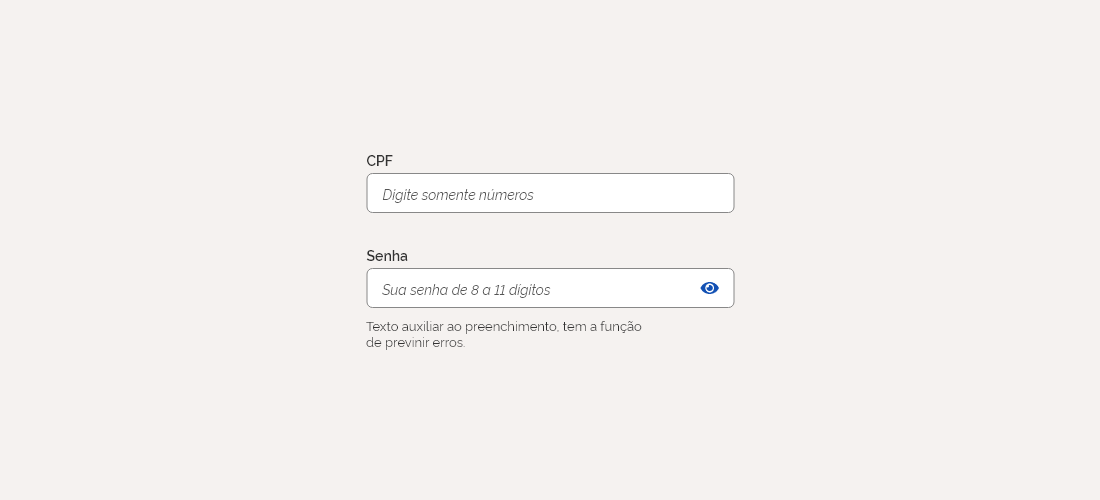 CPF
Digite somente números
Senha
Sua senha de 8 a 11 digitos
Texto auxiliar ao preenchimento, tem a função
de previnir erros.